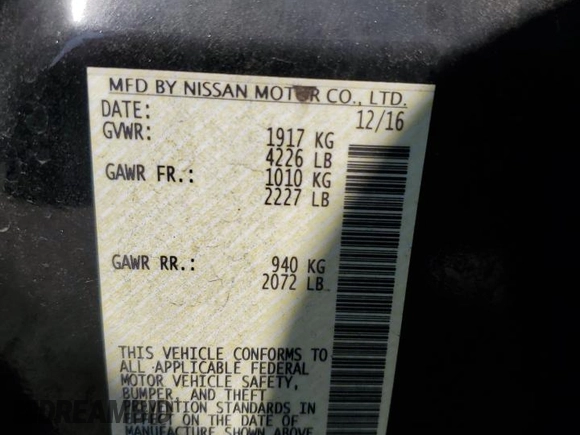 MFD BY NISSAN MOTOR CO., LTD.
DATE: 12/16
GVWR: 1917 KG
4226 LB
GAWR FR.: 1010 KG
2227 LB
GAWR RR.: 940 KG
2072 LB
THIS VEHICLE CONFORMS TO
ALL APPLICABLE FEDERAL
MOTOR VEHICLE SAFETY,
BUMPER, AND THEFT
STANDARDS IN
ON THE DATE OF
MANUFACTURE SHOWN ABOVE